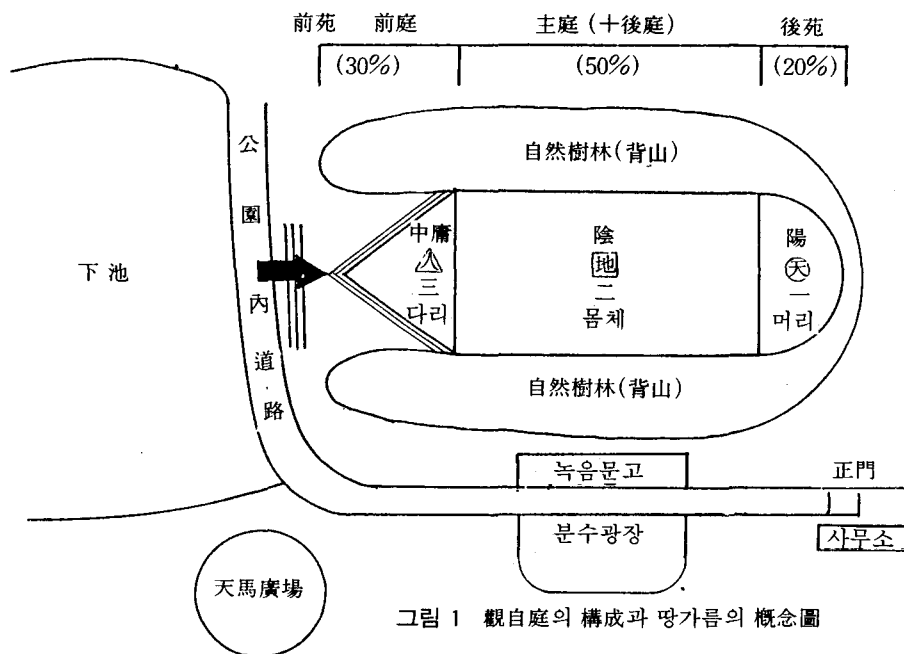 前苑 前庭 主庭 (＋後庭) 後苑
(30%) (50%) (20%)
公園內道路
自然樹林(背山)
下池
中庸
人
三
다리
陰
地
二
몸체
陽
天
一
머리
自然樹林(背山)
녹음문고
正門
분수광장
사무소
天馬廣場
그림 1 觀自庭의 構成과 땅가름의 槪念圖